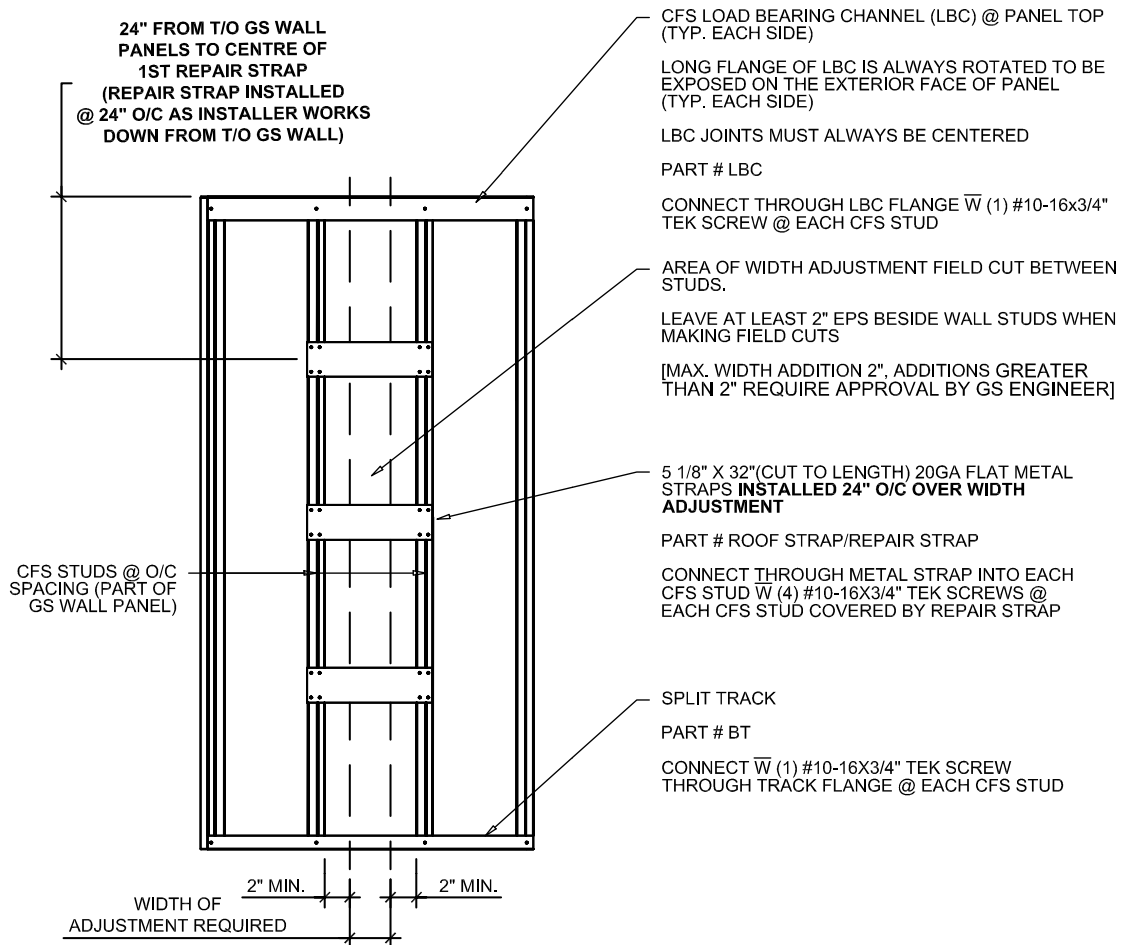 24" FROM T/O GS WALL
PANELS TO CENTRE OF
1ST REPAIR STRAP
(REPAIR STRAP INSTALLED
@ 24" O/C AS INSTALLER WORKS
DOWN FROM T/O GS WALL)
CFS LOAD BEARING CHANNEL (LBC) @ PANEL TOP
(TYP. EACH SIDE)
LONG FLANGE OF LBC IS ALWAYS ROTATED TO BE
EXPOSED ON THE EXTERIOR FACE OF PANEL
(TYP. EACH SIDE)
LBC JOINTS MUST ALWAYS BE CENTERED
PART # LBC
CONNECT THROUGH LBC FLANGE W̅ (1) #10-16x3/4"
TEK SCREW @ EACH CFS STUD
AREA OF WIDTH ADJUSTMENT FIELD CUT BETWEEN
STUDS.
LEAVE AT LEAST 2" EPS BESIDE WALL STUDS WHEN
MAKING FIELD CUTS
[MAX. WIDTH ADDITION 2", ADDITIONS GREATER
THAN 2" REQUIRE APPROVAL BY GS ENGINEER]
5 1/8" X 32"(CUT TO LENGTH) 20GA FLAT METAL
STRAPS INSTALLED 24" O/C OVER WIDTH
ADJUSTMENT
PART # ROOF STRAP/REPAIR STRAP
CONNECT THROUGH METAL STRAP INTO EACH
CFS STUD W̅ (4) #10-16X3/4" TEK SCREWS @
EACH CFS STUD COVERED BY REPAIR STRAP
CFS STUDS @ O/C
SPACING (PART OF
GS WALL PANEL)
SPLIT TRACK
PART # BT
CONNECT W̅ (1) #10-16X3/4" TEK SCREW
THROUGH TRACK FLANGE @ EACH CFS STUD
2" MIN.
2" MIN.
WIDTH OF
ADJUSTMENT REQUIRED